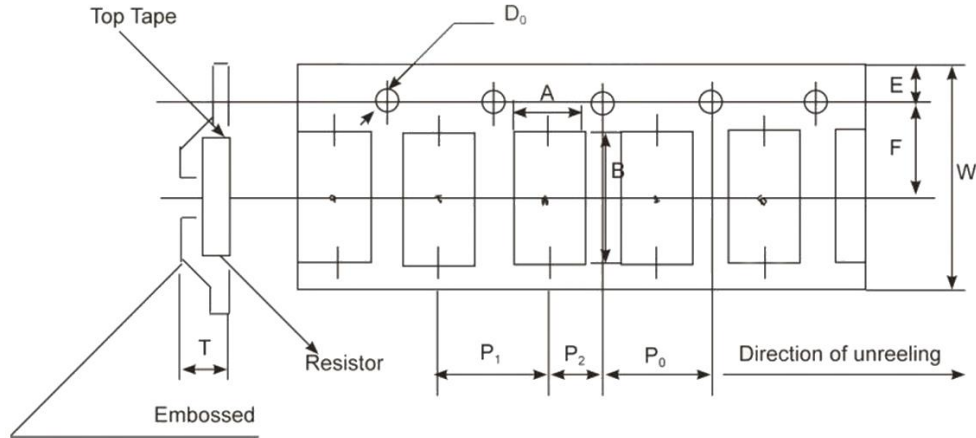 Top Tape
D₀
E
A
F
B
W
T
Resistor
P₁
P₂
P₀
Direction of unreeling
Embossed